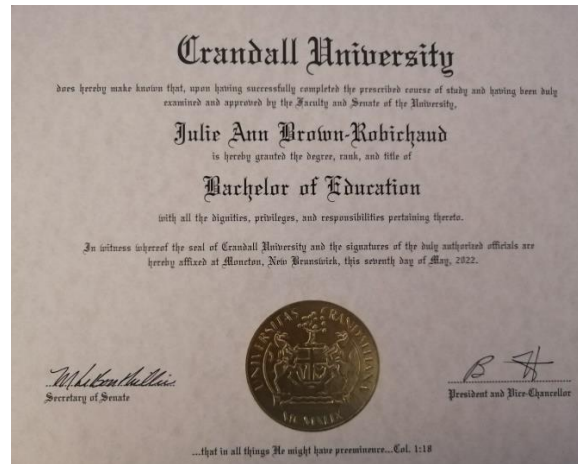 Crandall University
does hereby make known that, upon having successfully completed the prescribed course of study and having been duly
examined and approved by the Faculty and Senate of the University,
Julie Ann Brown-Robichaud
is hereby granted the degree, rank, and title of
Bachelor of Education
with all the dignities, privileges, and responsibilities pertaining thereto.
In witness whereof the seal of Crandall University and the signatures of the duly authorized officials are
hereby affixed at Moncton, New Brunswick, this seventh day of May, 2022.
UNIVERSITAS CRANDALLIANA
MCMXLIX
Secretary of Senate
President and Vice-Chancellor
...that in all things He might have preeminence...Col. 1:18